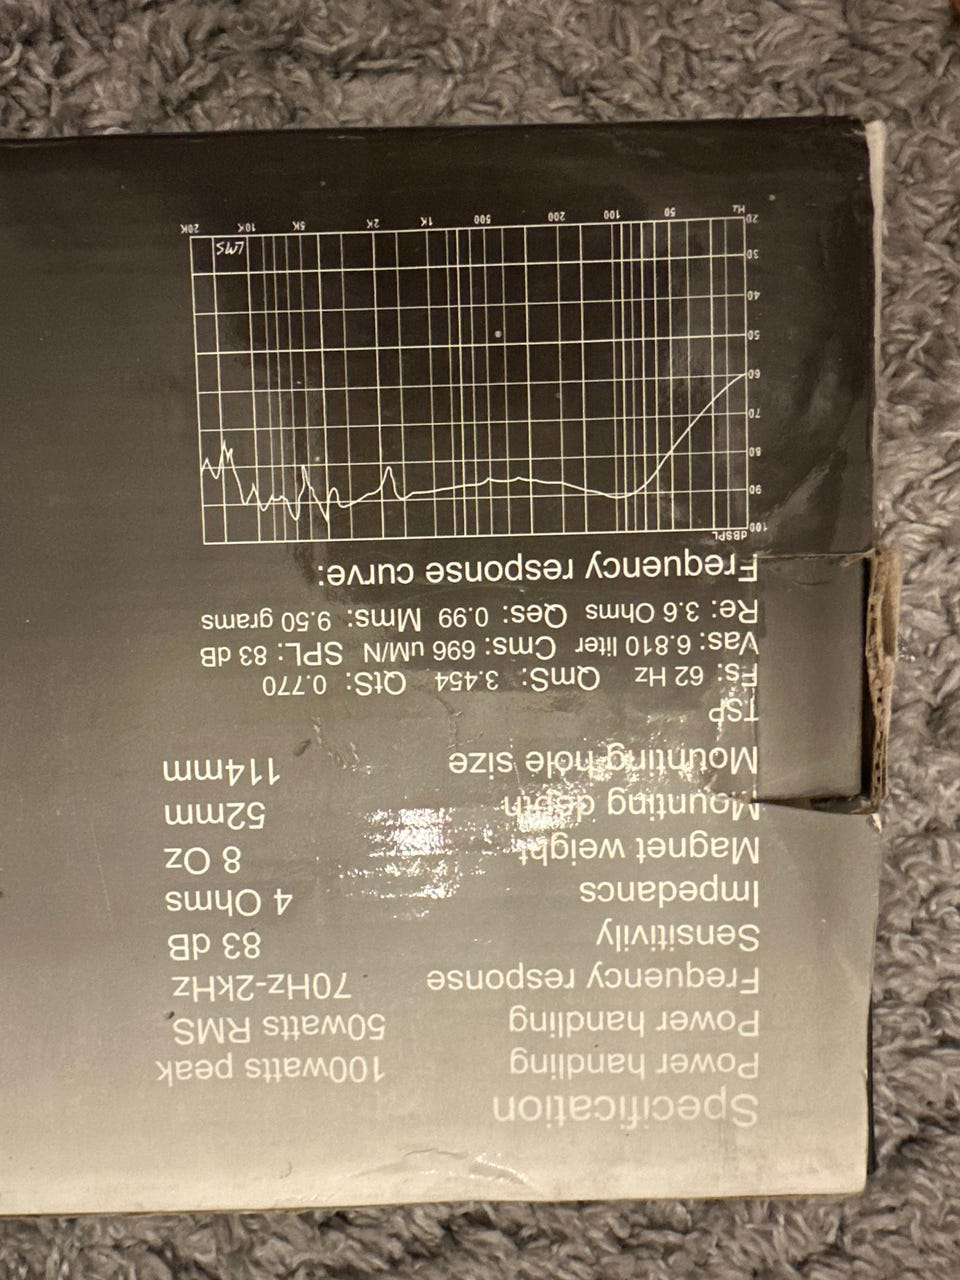 Specification
Power handling 100watts peak
Power handling 50watts RMS
Frequency response 70Hz-2kHz
Sensitivily 83 dB
Impedancs 4 Ohms
Magnet weight 8 Oz
Mounting depth 52mm
Mounting hole size 114mm
TSP
Fs: 62 Hz QmS: 3.454 QtS: 0.770
Vas: 6.810 liter Cms: 696 uM/N SPL: 83 dB
Re: 3.6 Ohms Qes: 0.99 Mms: 9.50 grams
Frequency response curve:
dBSPL
100
90
80
70
60
50
40
30
20
LMS
Hz 50 100 200 500 1K 2K 5K 10K 20K